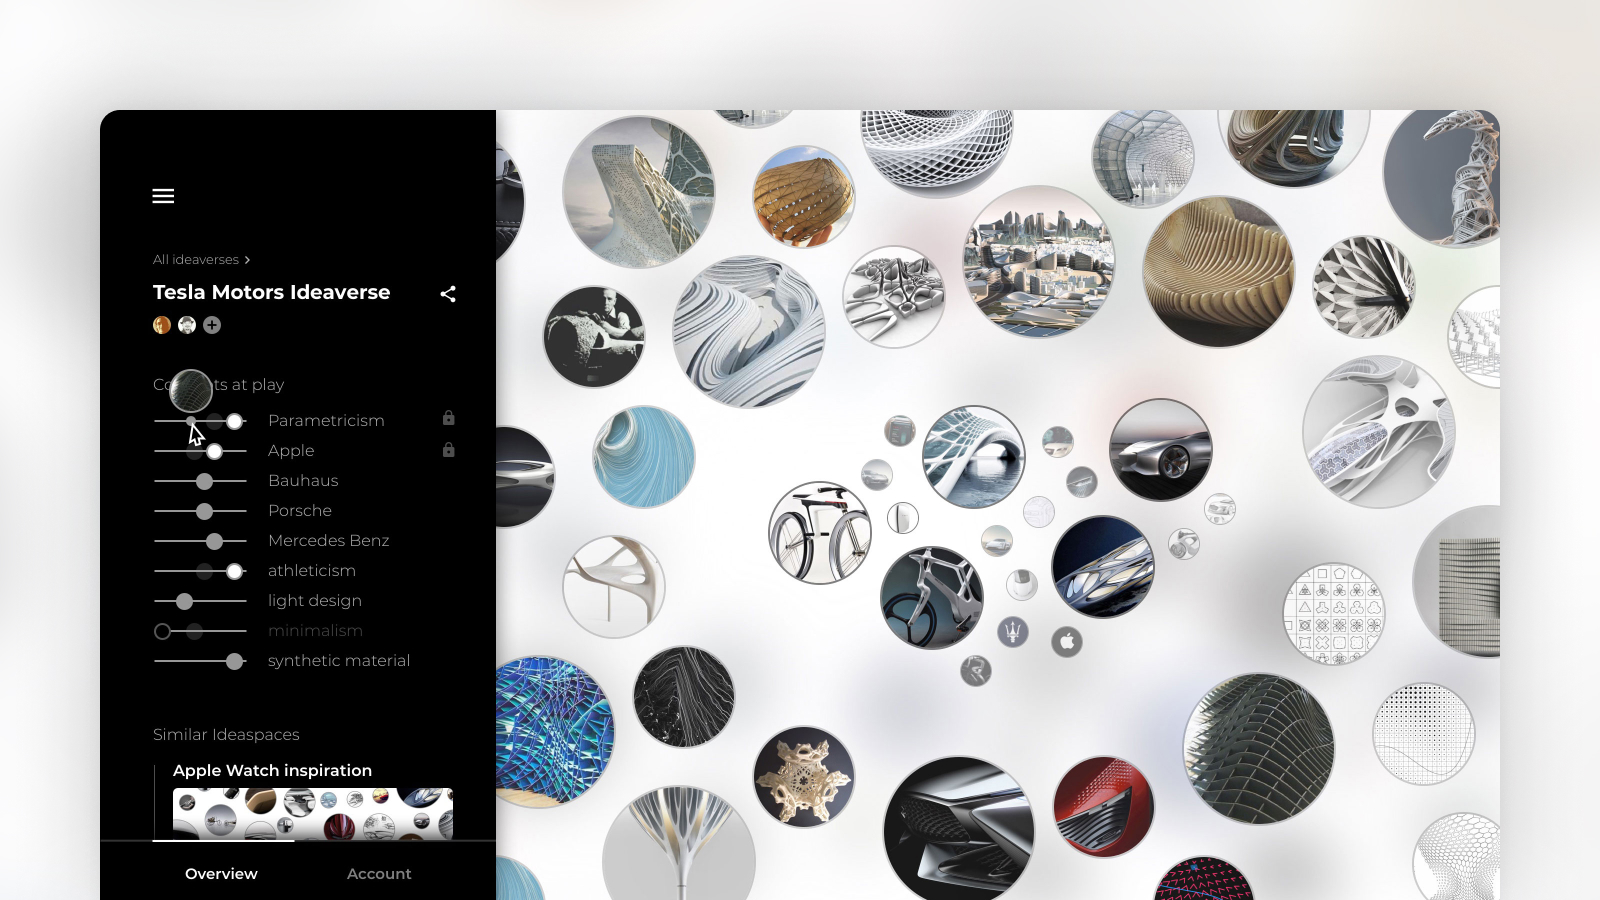 All ideaverses
Tesla Motors Ideaverse
Co ts at play
Parametricism
Apple
Bauhaus
Porsche
Mercedes Benz
athleticism
light design
minimalism
synthetic material
Similar Ideaspaces
Apple Watch inspiration
Overview
Account